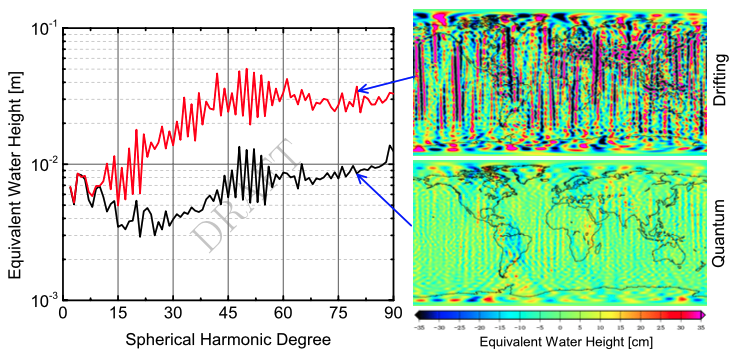 10-1
10-2
10-3
Equivalent Water Height [m]
0 15 30 45 60 75 90
Spherical Harmonic Degree
DRAFT
Drifting
Quantum
-35 -30 -25 -20 -15 -10 -5 0 5 10 15 20 25 30 35
Equivalent Water Height [cm]